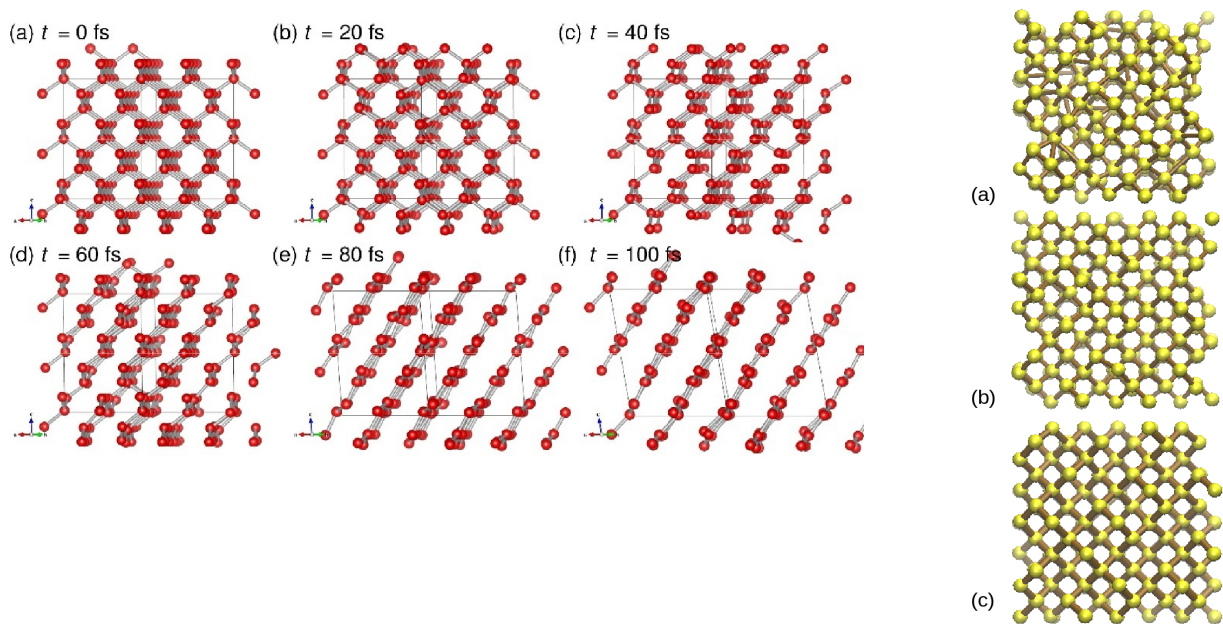 (a) t = 0 fs
(b) t = 20 fs
(c) t = 40 fs
(d) t = 60 fs
(e) t = 80 fs
(f) t = 100 fs
(a)
(b)
(c)